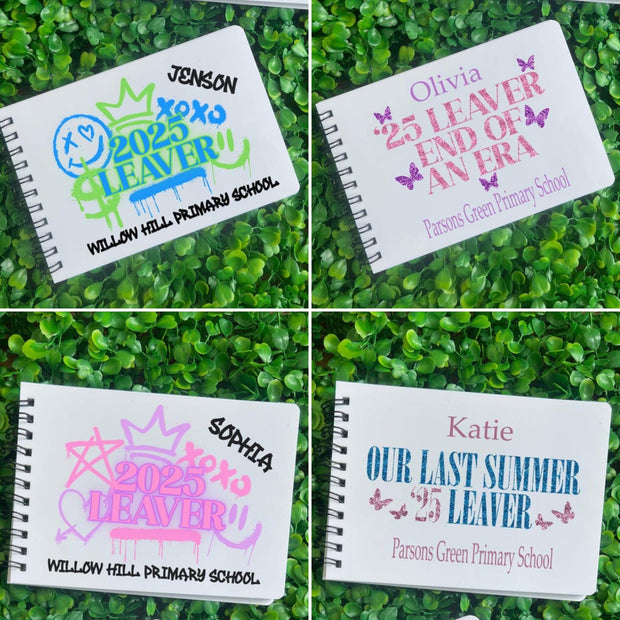 JENSON
XOXO
2025
LEAVER
$
WILLOW HILL PRIMARY SCHOOL
Olivia
'25 LEAVER
END OF
AN ERA
Parsons Green Primary School
SOPHIA
XOXO
2025
LEAVER
WILLOW HILL PRIMARY SCHOOL
Katie
OUR LAST SUMMER
'25 LEAVER
Parsons Green Primary School